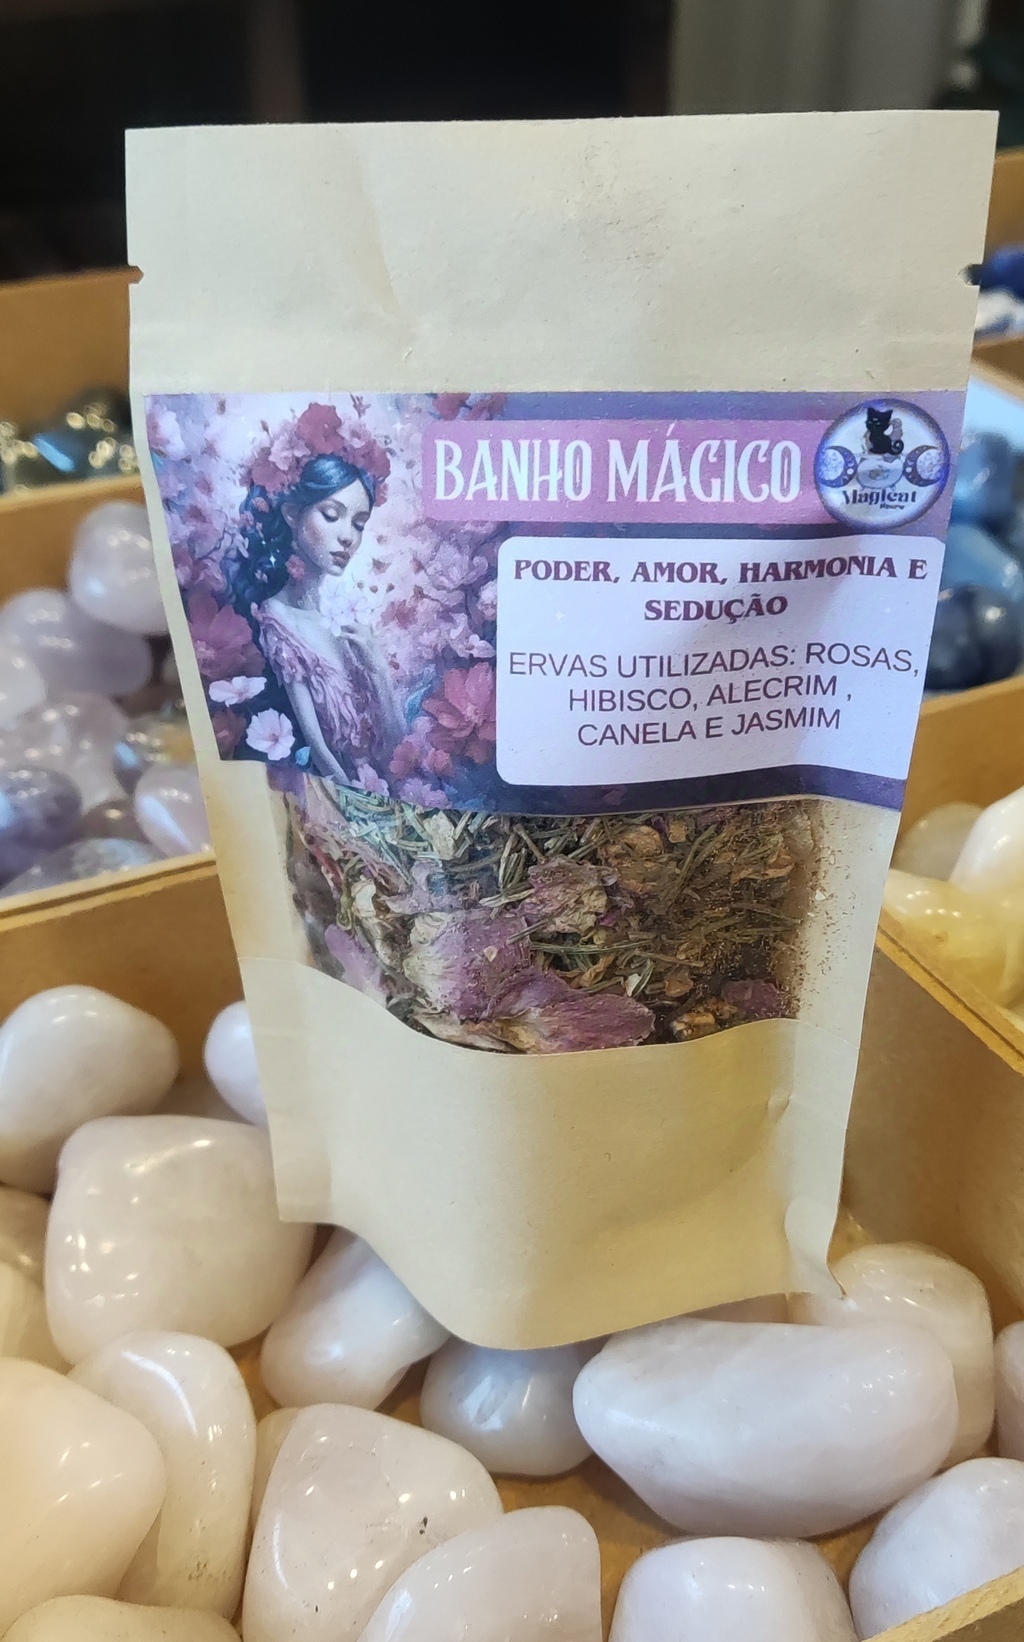 BANHO MÁGICO
Magicat
PODER, AMOR, HARMONIA E
SEDUÇÃO
ERVAS UTILIZADAS: ROSAS,
HIBISCO, ALECRIM ,
CANELA E JASMIM